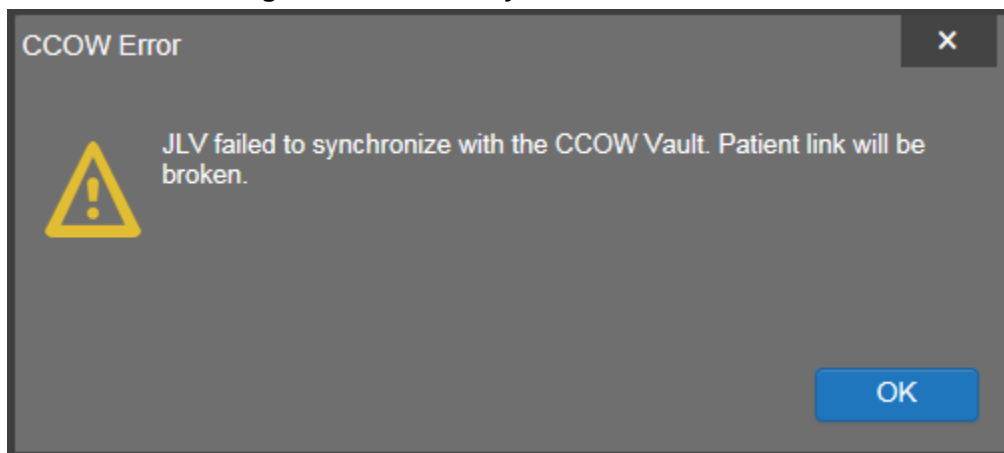 CCOW Error
×
JLV failed to synchronize with the CCOW Vault. Patient link will be
broken.
OK